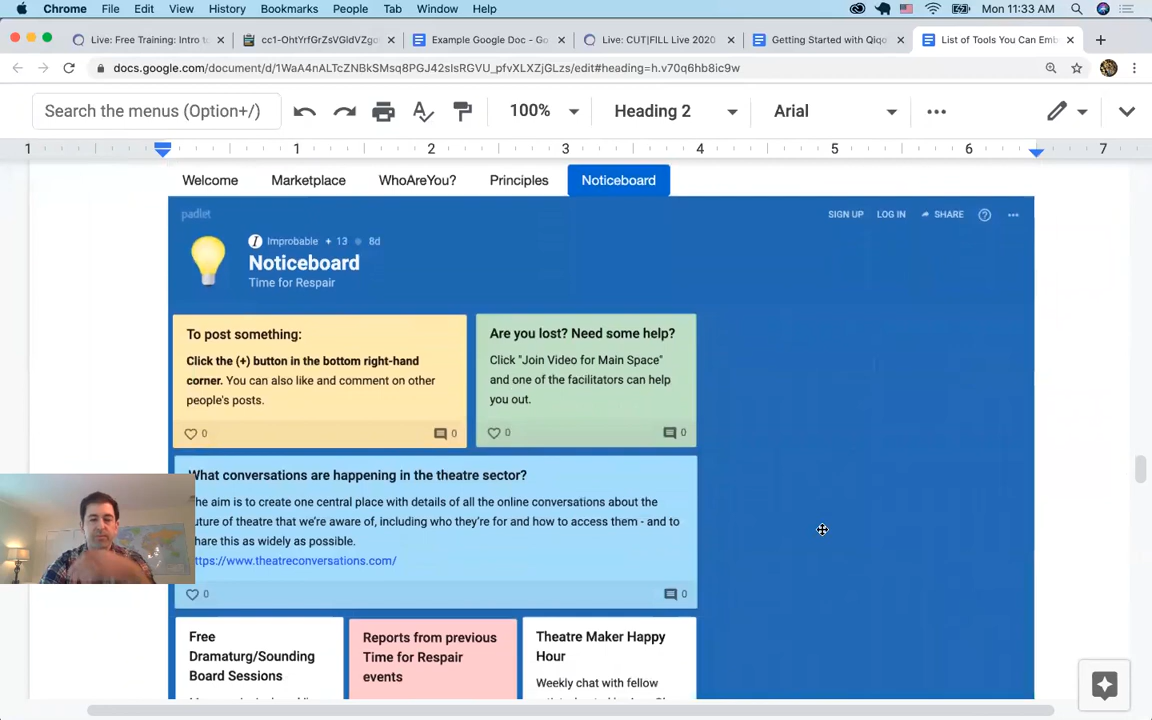 Chrome File Edit View History Bookmarks People Tab Window Help Mon 11:33 AM
Live: Free Training: Intro to
cc1-OhtYrfGrZsVGldVZgo
Example Google Doc - Go
Live: CUT|FILL Live 2020
Getting Started with Qiqo
List of Tools You Can Emb
docs.google.com/document/d/1WaA4nALTcZNBkSMsq8PGJ42sIsRGVU_pfvXLXZjGLzs/edit#heading=h.v70q6hb8ic9w
Search the menus (Option+/) 100% Heading 2 Arial
1 1 2 3 4 5 6 7
Welcome Marketplace WhoAreYou? Principles Noticeboard
padlet SIGN UP LOG IN SHARE
Improbable + 13 8d
Noticeboard
Time for Respair
To post something:
Click the (+) button in the bottom right-hand
corner. You can also like and comment on other
people's posts.
0 0
Are you lost? Need some help?
Click "Join Video for Main Space"
and one of the facilitators can help
you out.
0 0
What conversations are happening in the theatre sector?
he aim is to create one central place with details of all the online conversations about the
uture of theatre that we're aware of, including who they're for and how to access them - and to
hare this as widely as possible.
ttps://www.theatreconversations.com/
0 0
Free
Dramaturg/Sounding
Board Sessions
Reports from previous
Time for Respair
events
Theatre Maker Happy
Hour
Weekly chat with fellow